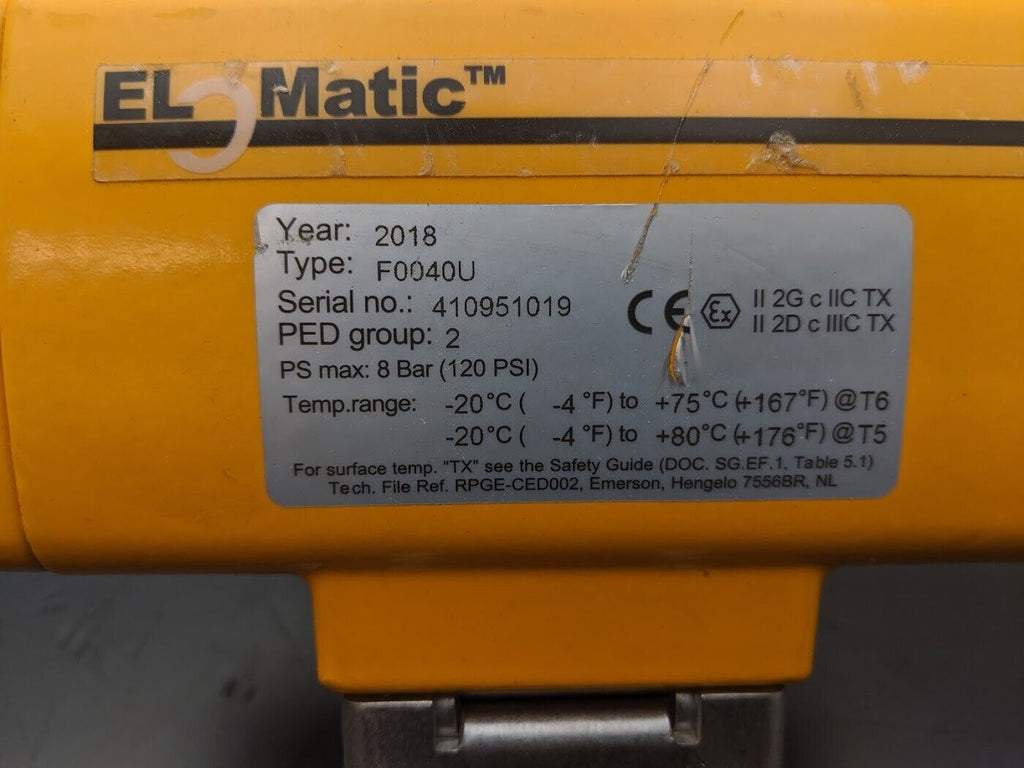 ELOMatic™
Year: 2018
Type: F0040U
Serial no.: 410951019
PED group: 2
PS max: 8 Bar (120 PSI)
CE Ex II 2G c IIC TX
II 2D c IIIC TX
Temp.range: -20°C ( -4 °F) to +75°C (+167°F) @T6
-20°C ( -4 °F) to +80°C (+176°F) @T5
For surface temp. "TX" see the Safety Guide (DOC. SG.EF.1, Table 5.1)
Tech. File Ref. RPGE-CED002, Emerson, Hengelo 7556BR, NL